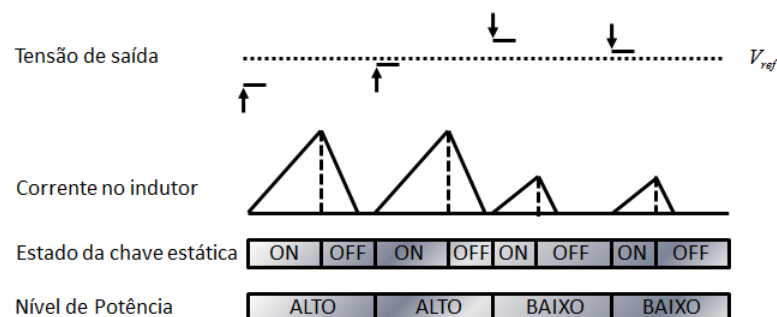 Tensão de saída
V_ref
Corrente no indutor
Estado da chave estática ON OFF ON OFF ON OFF ON OFF
Nível de Potência ALTO ALTO BAIXO BAIXO